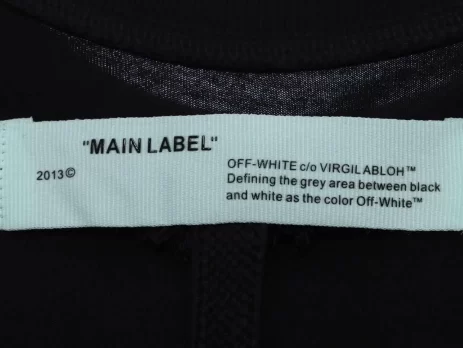 "MAIN LABEL"
2013©
OFF-WHITE c/o VIRGIL ABLOH™
Defining the grey area between black
and white as the color Off-White™